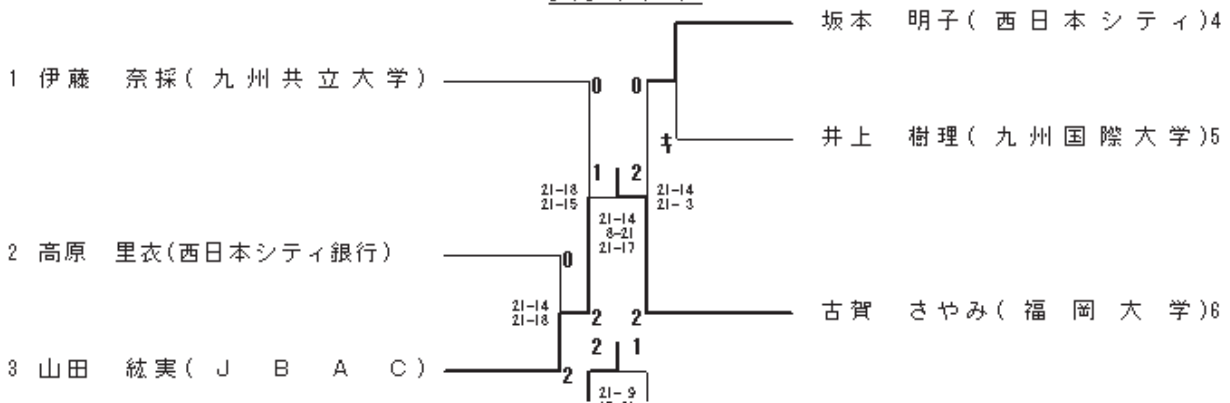 坂本 明子(西日本シティ)4
1 伊藤 奈採(九州共立大学)
0 0
キ
井上 樹理(九州国際大学)5
1 2
21-18 21-14
21-15 21-3
21-14
8-21
21-17
2 高原 里衣(西日本シティ銀行)
0
21-14
21-18
2 2
古賀 さやみ(福岡大学)6
2 1
3 山田 紘実(JBAC)
2
21-9